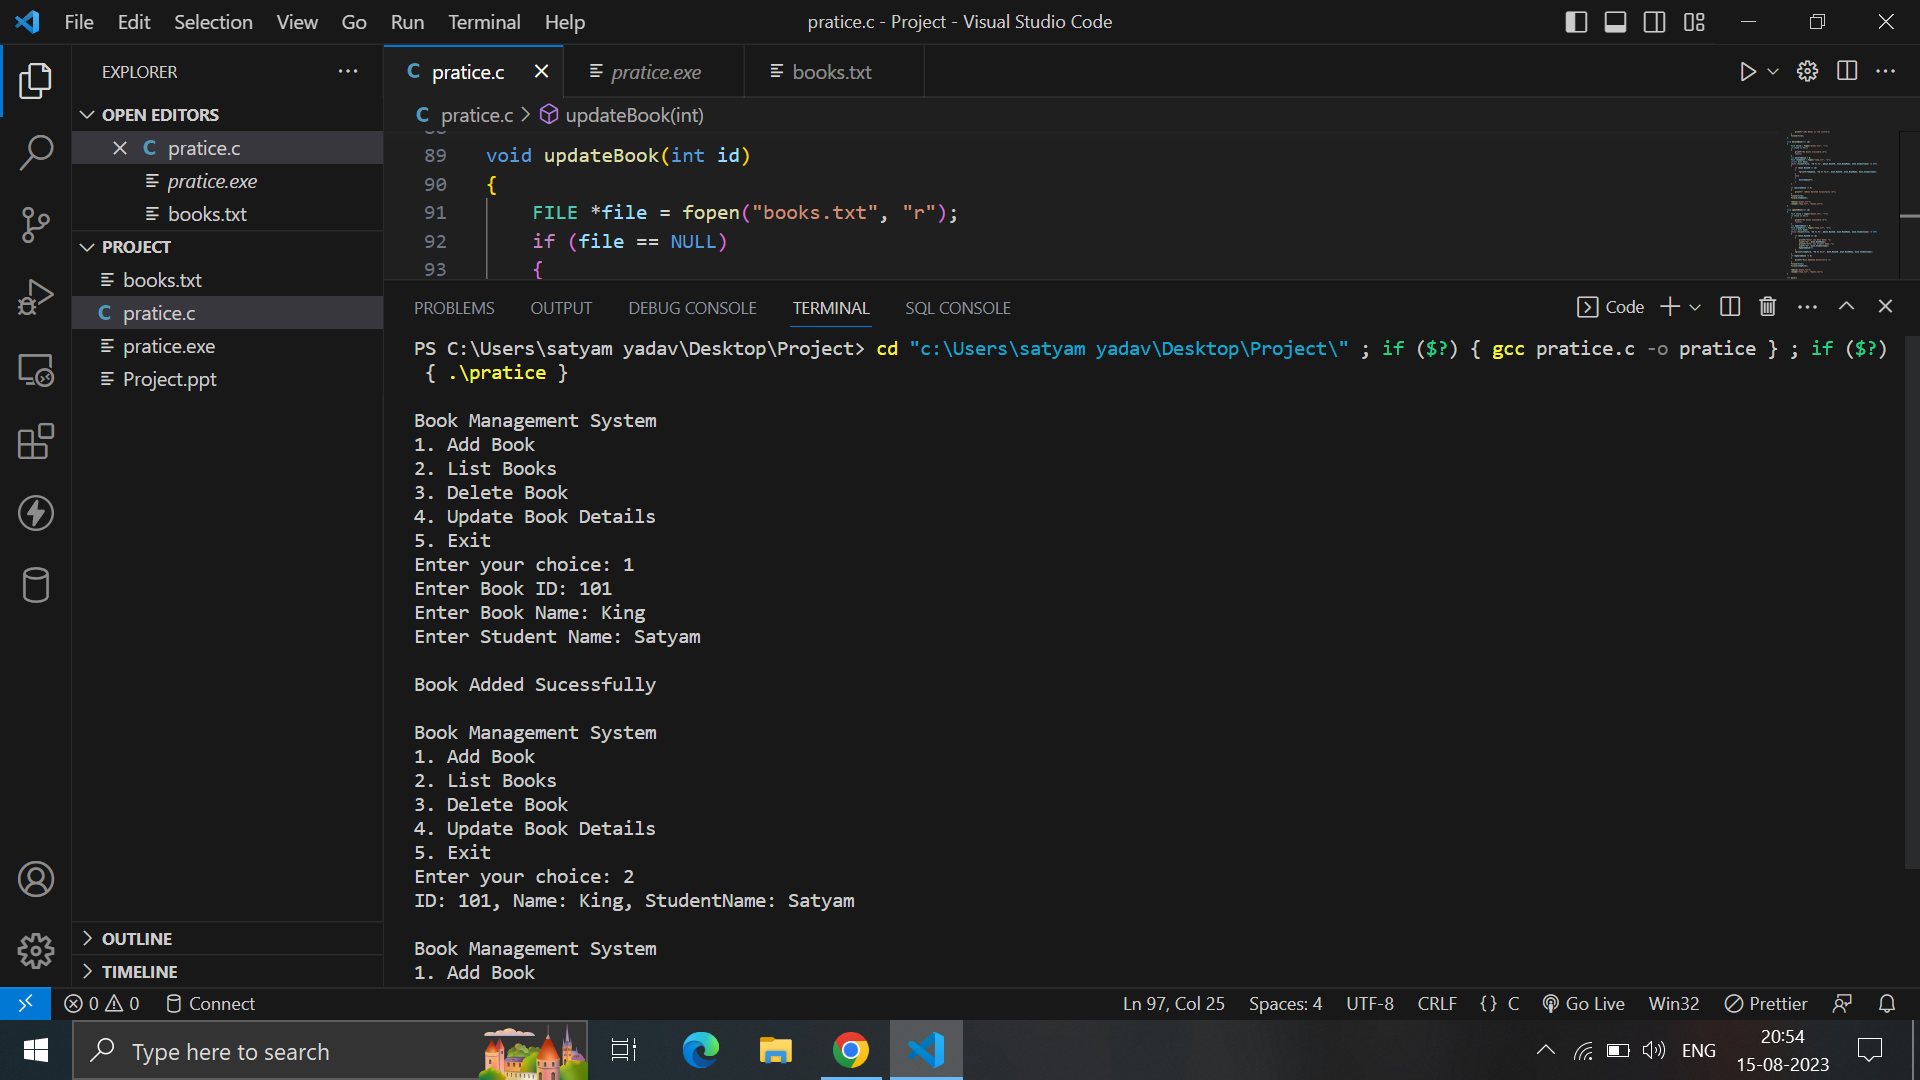 File Edit Selection View Go Run Terminal Help
pratice.c - Project - Visual Studio Code
EXPLORER
OPEN EDITORS
pratice.c
pratice.exe
books.txt
PROJECT
books.txt
pratice.c
pratice.exe
Project.ppt
OUTLINE
TIMELINE
pratice.c
pratice.exe
books.txt
pratice.c > updateBook(int)
89 void updateBook(int id)
90 {
91 FILE *file = fopen("books.txt", "r");
92 if (file == NULL)
93 {
PROBLEMS OUTPUT DEBUG CONSOLE TERMINAL SQL CONSOLE
Code
PS C:\Users\satyam yadav\Desktop\Project> cd "c:\Users\satyam yadav\Desktop\Project\" ; if ($?) { gcc pratice.c -o pratice } ; if ($?)
{ .\pratice }
Book Management System
1. Add Book
2. List Books
3. Delete Book
4. Update Book Details
5. Exit
Enter your choice: 1
Enter Book ID: 101
Enter Book Name: King
Enter Student Name: Satyam
Book Added Sucessfully
Book Management System
1. Add Book
2. List Books
3. Delete Book
4. Update Book Details
5. Exit
Enter your choice: 2
ID: 101, Name: King, StudentName: Satyam
Book Management System
1. Add Book
0 0 Connect
Ln 97, Col 25 Spaces: 4 UTF-8 CRLF {} C Go Live Win32 Prettier
Type here to search
ENG
20:54
15-08-2023